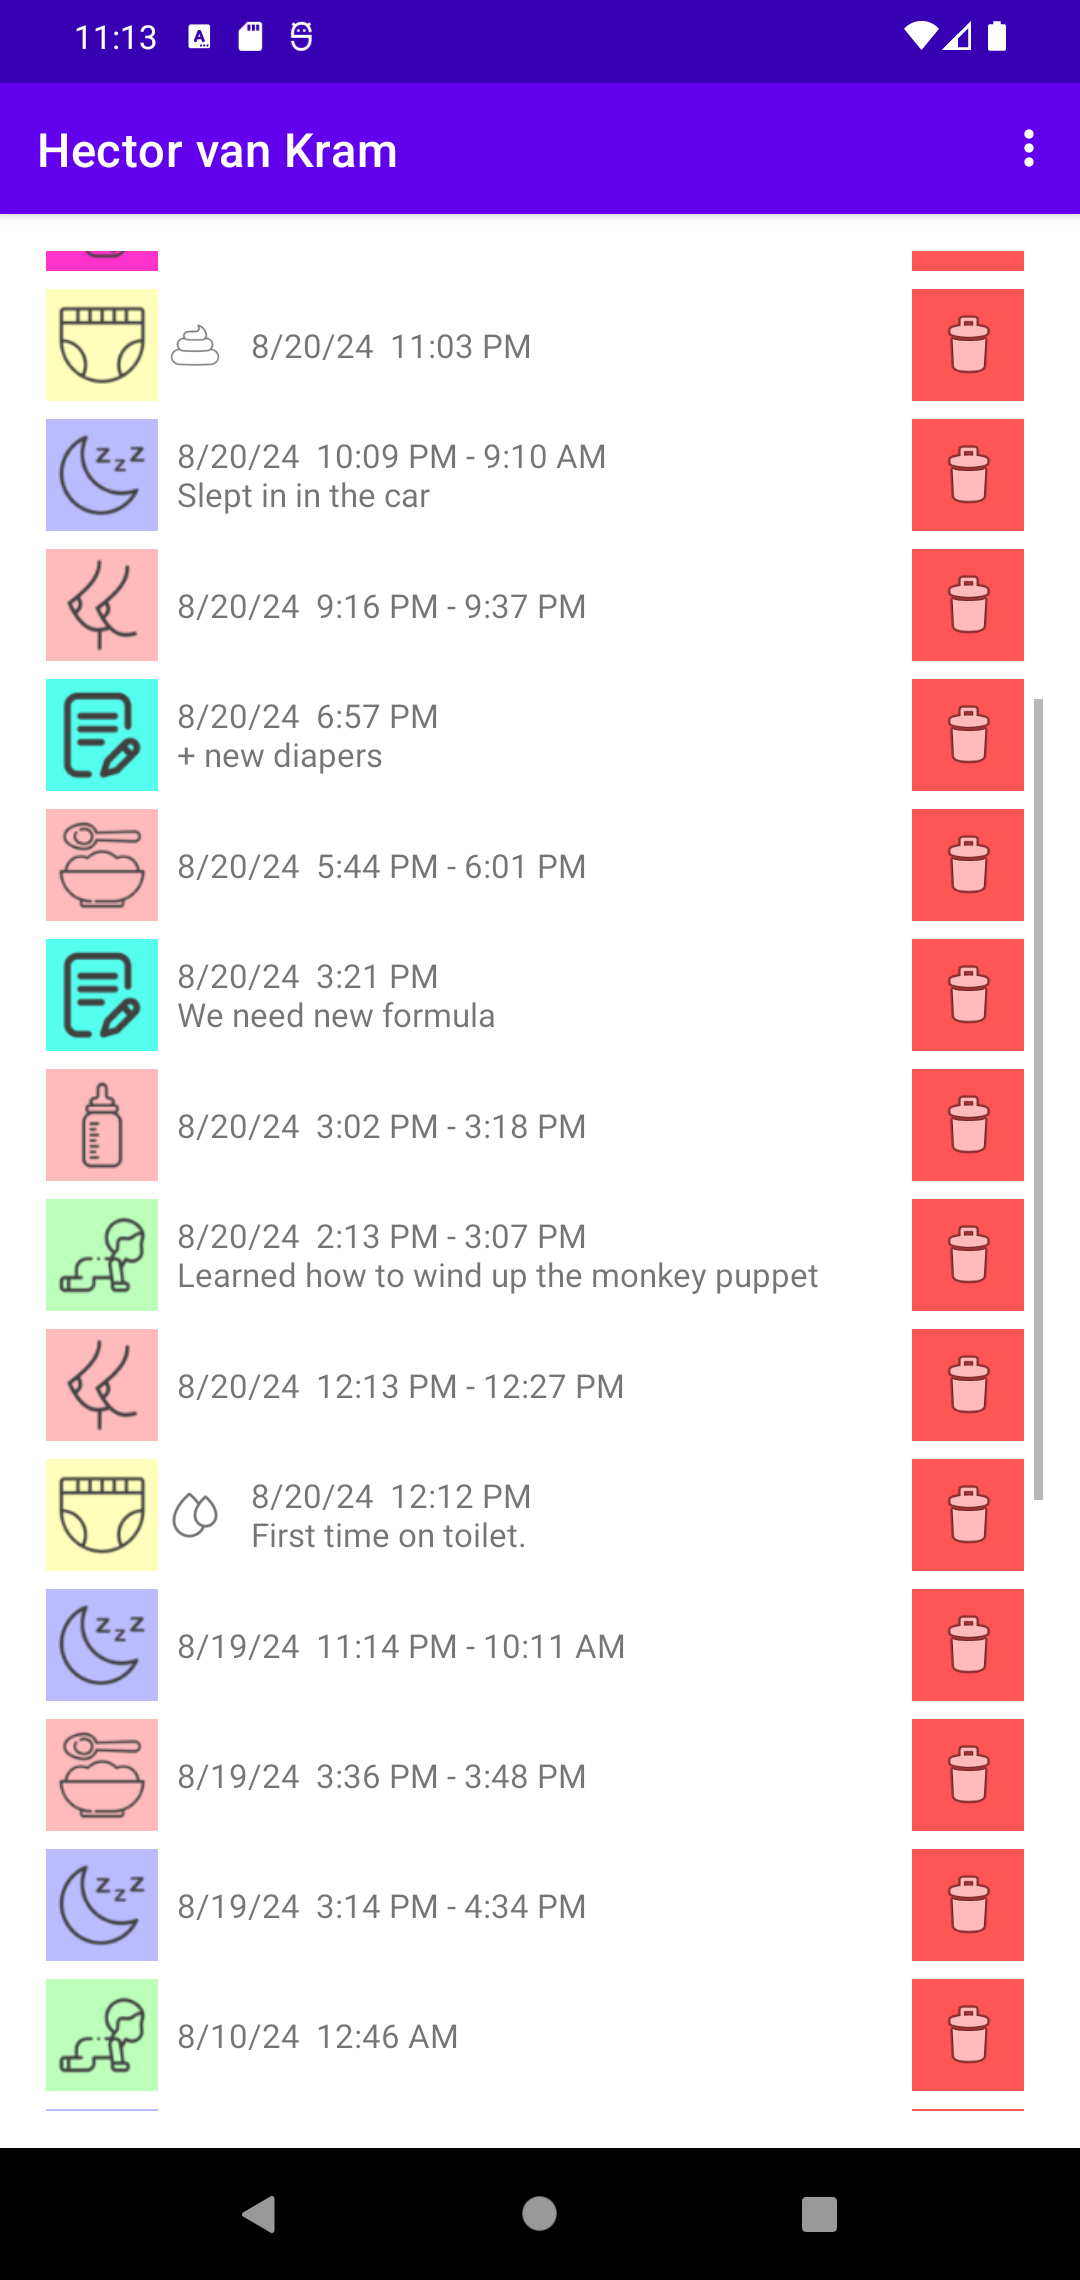 11:13
Hector van Kram
8/20/24 11:03 PM
8/20/24 10:09 PM - 9:10 AM
Slept in in the car
8/20/24 9:16 PM - 9:37 PM
8/20/24 6:57 PM
+ new diapers
8/20/24 5:44 PM - 6:01 PM
8/20/24 3:21 PM
We need new formula
8/20/24 3:02 PM - 3:18 PM
8/20/24 2:13 PM - 3:07 PM
Learned how to wind up the monkey puppet
8/20/24 12:13 PM - 12:27 PM
8/20/24 12:12 PM
First time on toilet.
8/19/24 11:14 PM - 10:11 AM
8/19/24 3:36 PM - 3:48 PM
8/19/24 3:14 PM - 4:34 PM
8/10/24 12:46 AM